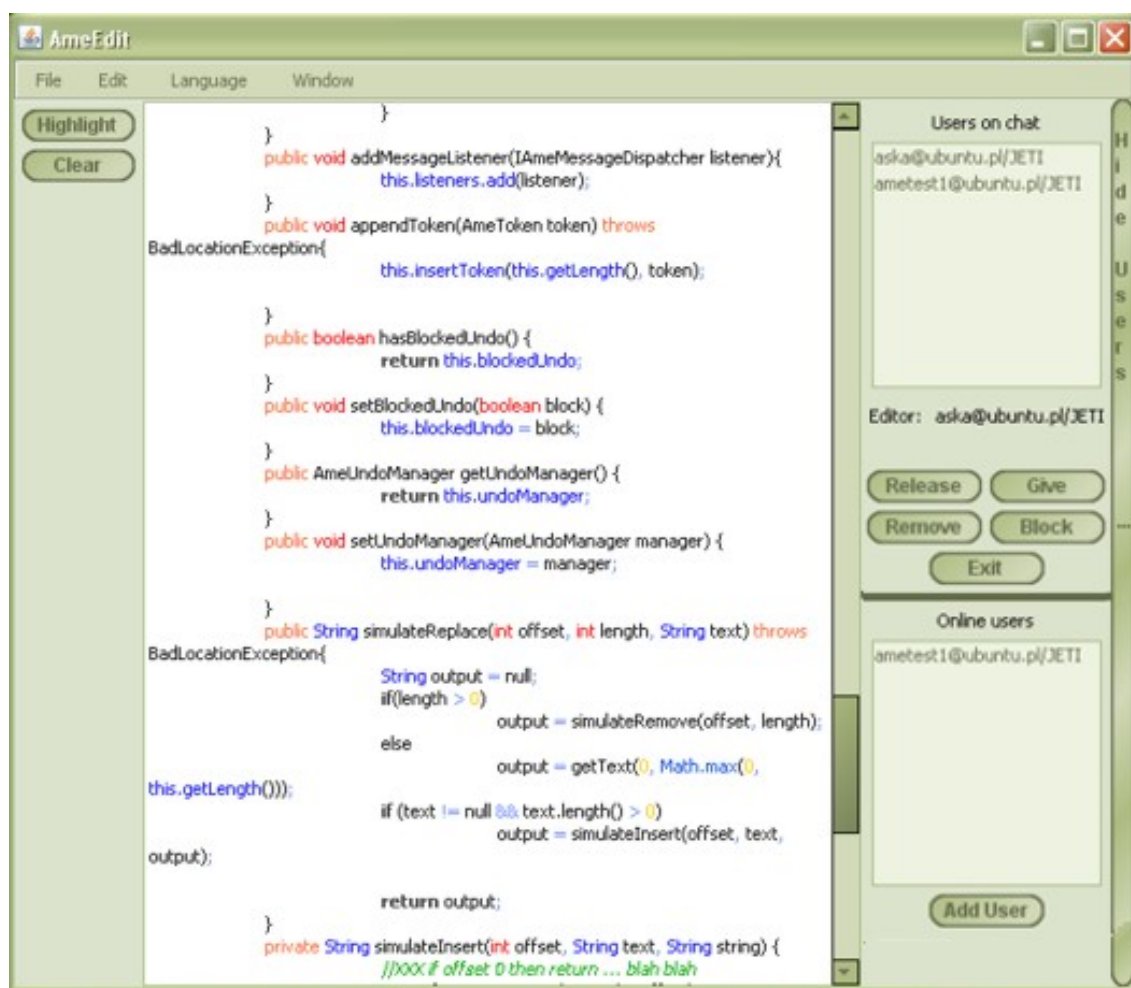 AmeEdit
File Edit Language Window
Highlight
Clear
}
}
public void addMessageListener(IAmeMessageDispatcher listener){
this.listeners.add(listener);
}
public void appendToken(AmeToken token) throws
BadLocationException{
this.insertToken(this.getLength(), token);
}
public boolean hasBlockedUndo() {
return this.blockedUndo;
}
public void setBlockedUndo(boolean block) {
this.blockedUndo = block;
}
public AmeUndoManager getUndoManager() {
return this.undoManager;
}
public void setUndoManager(AmeUndoManager manager) {
this.undoManager = manager;
}
public String simulateReplace(int offset, int length, String text) throws
BadLocationException{
String output = null;
iif(length > 0)
output = simulateRemove(offset, length);
else
output = getText(0, Math.max(0,
this.getLength()));
if (text != null && text.length() > 0)
output = simulateInsert(offset, text,
output);
return output;
}
private String simulateInsert(int offset, String text, String string) {
//XXX if offset 0 then return ... blah blah
Users on chat
aska@ubuntu.pl/JETI
ametest1@ubuntu.pl/JETI
Editor: aska@ubuntu.pl/JETI
Release Give
Remove Block
Exit
Online users
ametest1@ubuntu.pl/JETI
Add User
Hide Users